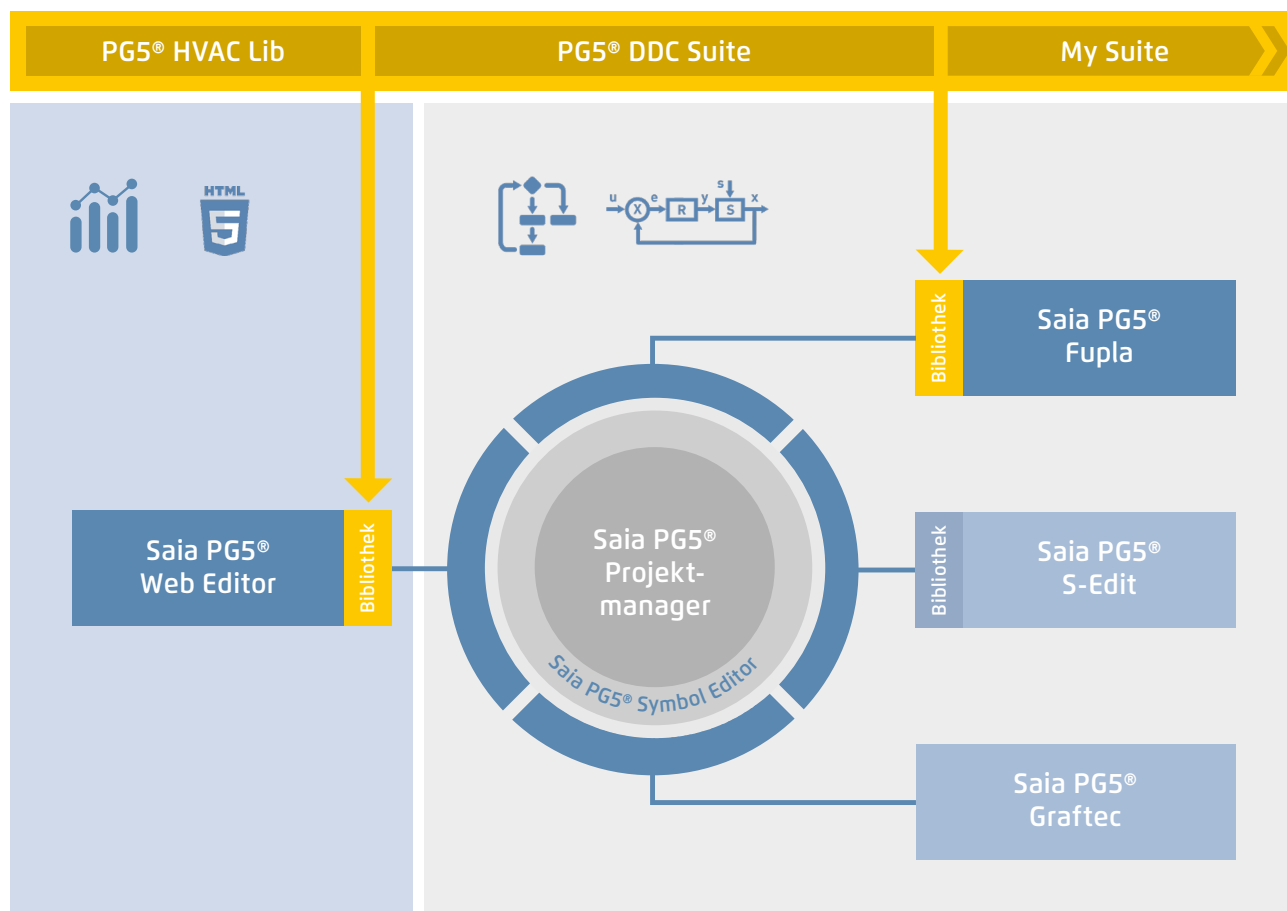 PG5® HVAC Lib
PG5® DDC Suite
My Suite
HTML
5
u
X
e
R
y
s
S
x
Bibliothek
Saia PG5®
Fupla
Saia PG5®
Web Editor
Bibliothek
Saia PG5®
Projekt-
manager
Saia PG5® Symbol Editor
Bibliothek
Saia PG5®
S-Edit
Saia PG5®
Graftec